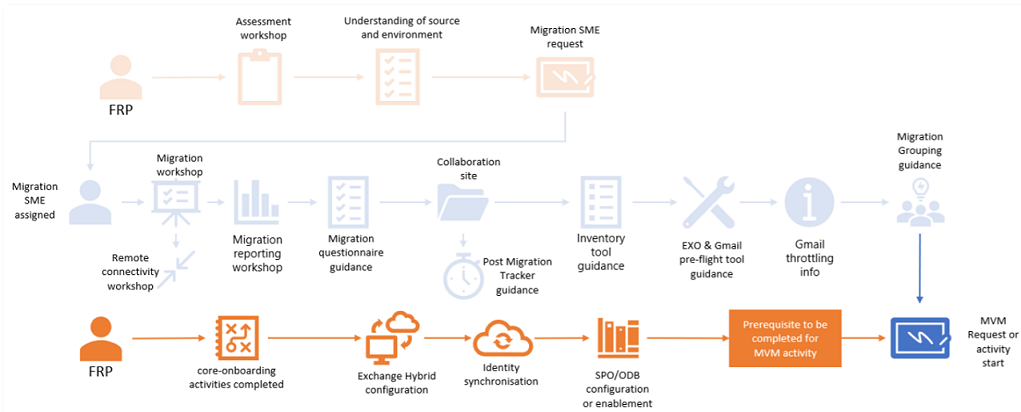 Assessment
workshop
Understanding of source
and environment
Migration SME
request
FRP
Migration
SME
assigned
Migration
workshop
Remote
connectivity
workshop
Migration
reporting
workshop
Migration
questionnaire
guidance
Collaboration
site
Post Migration
Tracker
guidance
Inventory
tool
guidance
EXO & Gmail
pre-flight tool
guidance
Gmail
throttling
info
Migration
Grouping
guidance
FRP
core-onboarding
activities completed
Exchange Hybrid
configuration
Identity
synchronisation
SPO/ODB
configuration
or enablement
Prerequisite to be
completed for
MVM activity
MVM
Request or
activity
start